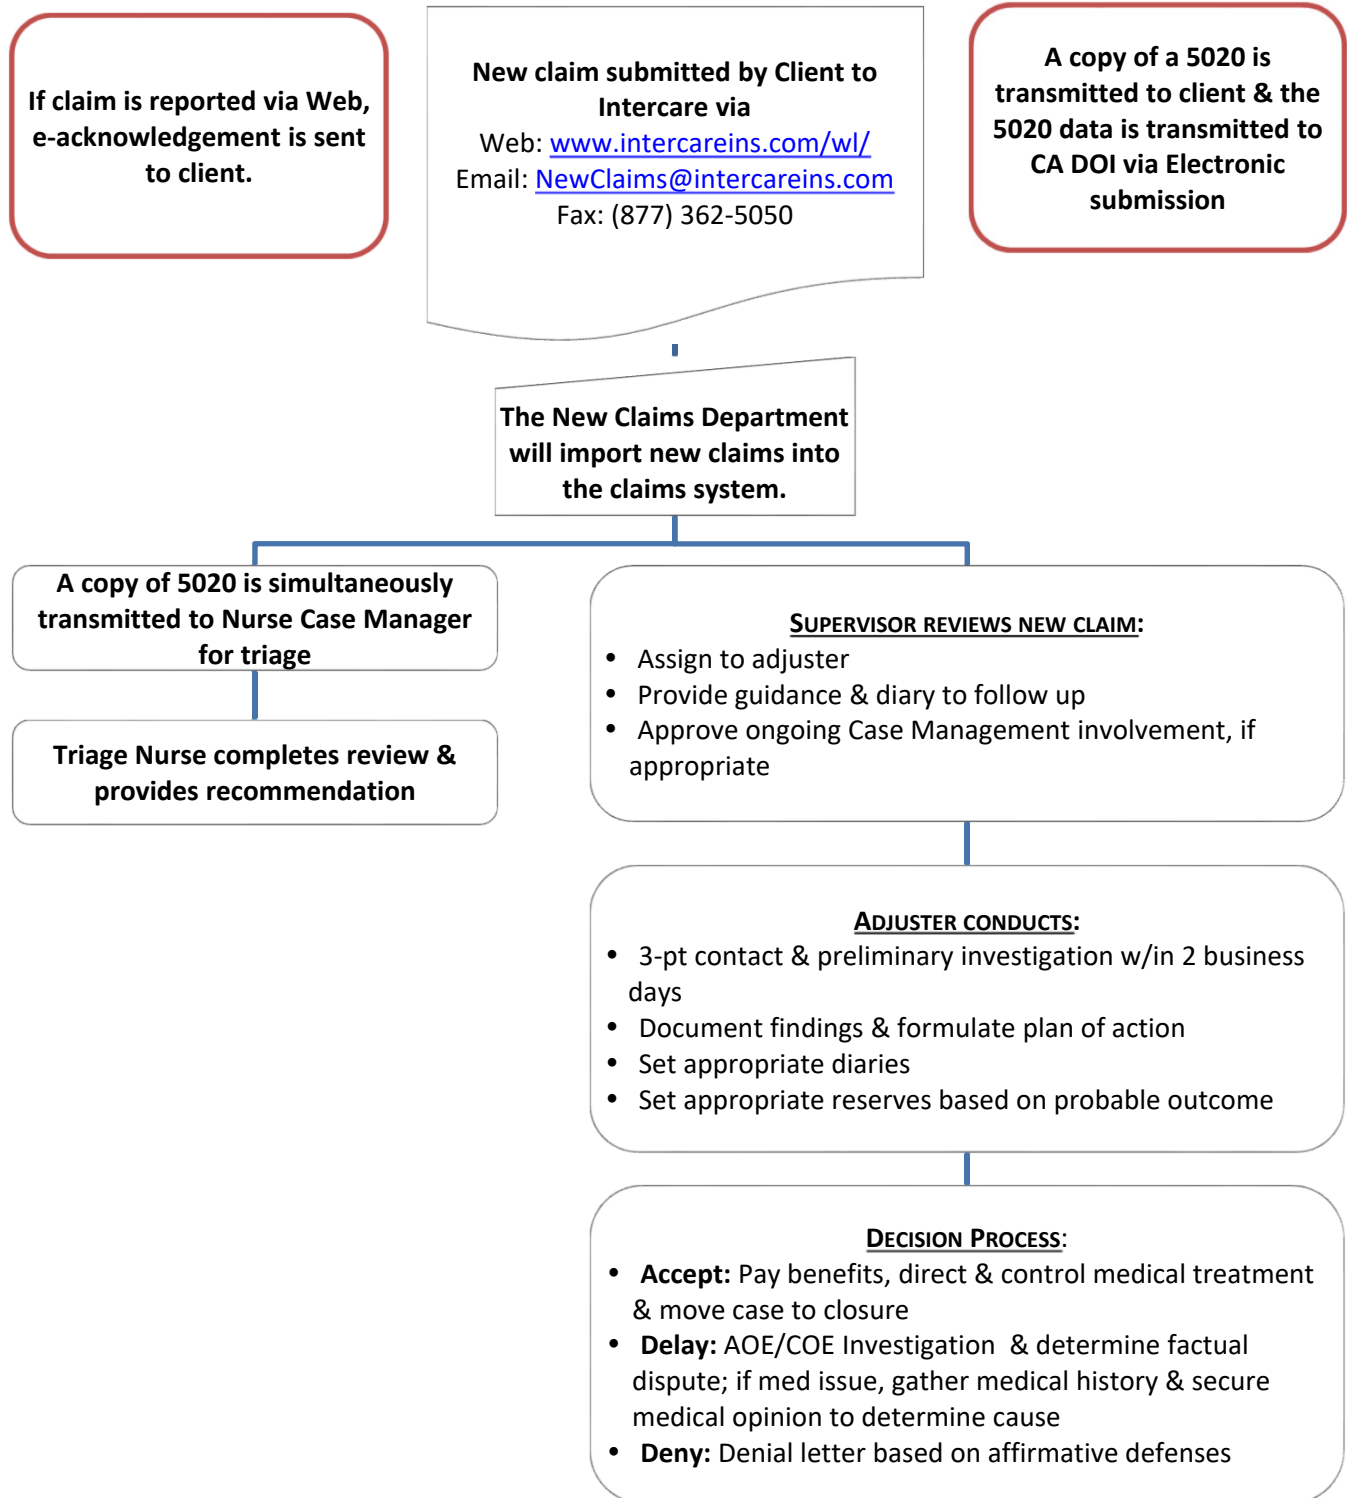 If claim is reported via Web,
e-acknowledgement is sent
to client.
New claim submitted by Client to
Intercare via
Web: www.intercareins.com/wl/
Email: NewClaims@intercareins.com
Fax: (877) 362-5050
A copy of a 5020 is
transmitted to client & the
5020 data is transmitted to
CA DOI via Electronic
submission
The New Claims Department
will import new claims into
the claims system.
A copy of 5020 is simultaneously
transmitted to Nurse Case Manager
for triage
Triage Nurse completes review &
provides recommendation
SUPERVISOR REVIEWS NEW CLAIM:
• Assign to adjuster
• Provide guidance & diary to follow up
• Approve ongoing Case Management involvement, if
appropriate
ADJUSTER CONDUCTS:
• 3-pt contact & preliminary investigation w/in 2 business
days
• Document findings & formulate plan of action
• Set appropriate diaries
• Set appropriate reserves based on probable outcome
DECISION PROCESS:
• Accept: Pay benefits, direct & control medical treatment
& move case to closure
• Delay: AOE/COE Investigation & determine factual
dispute; if med issue, gather medical history & secure
medical opinion to determine cause
• Deny: Denial letter based on affirmative defenses